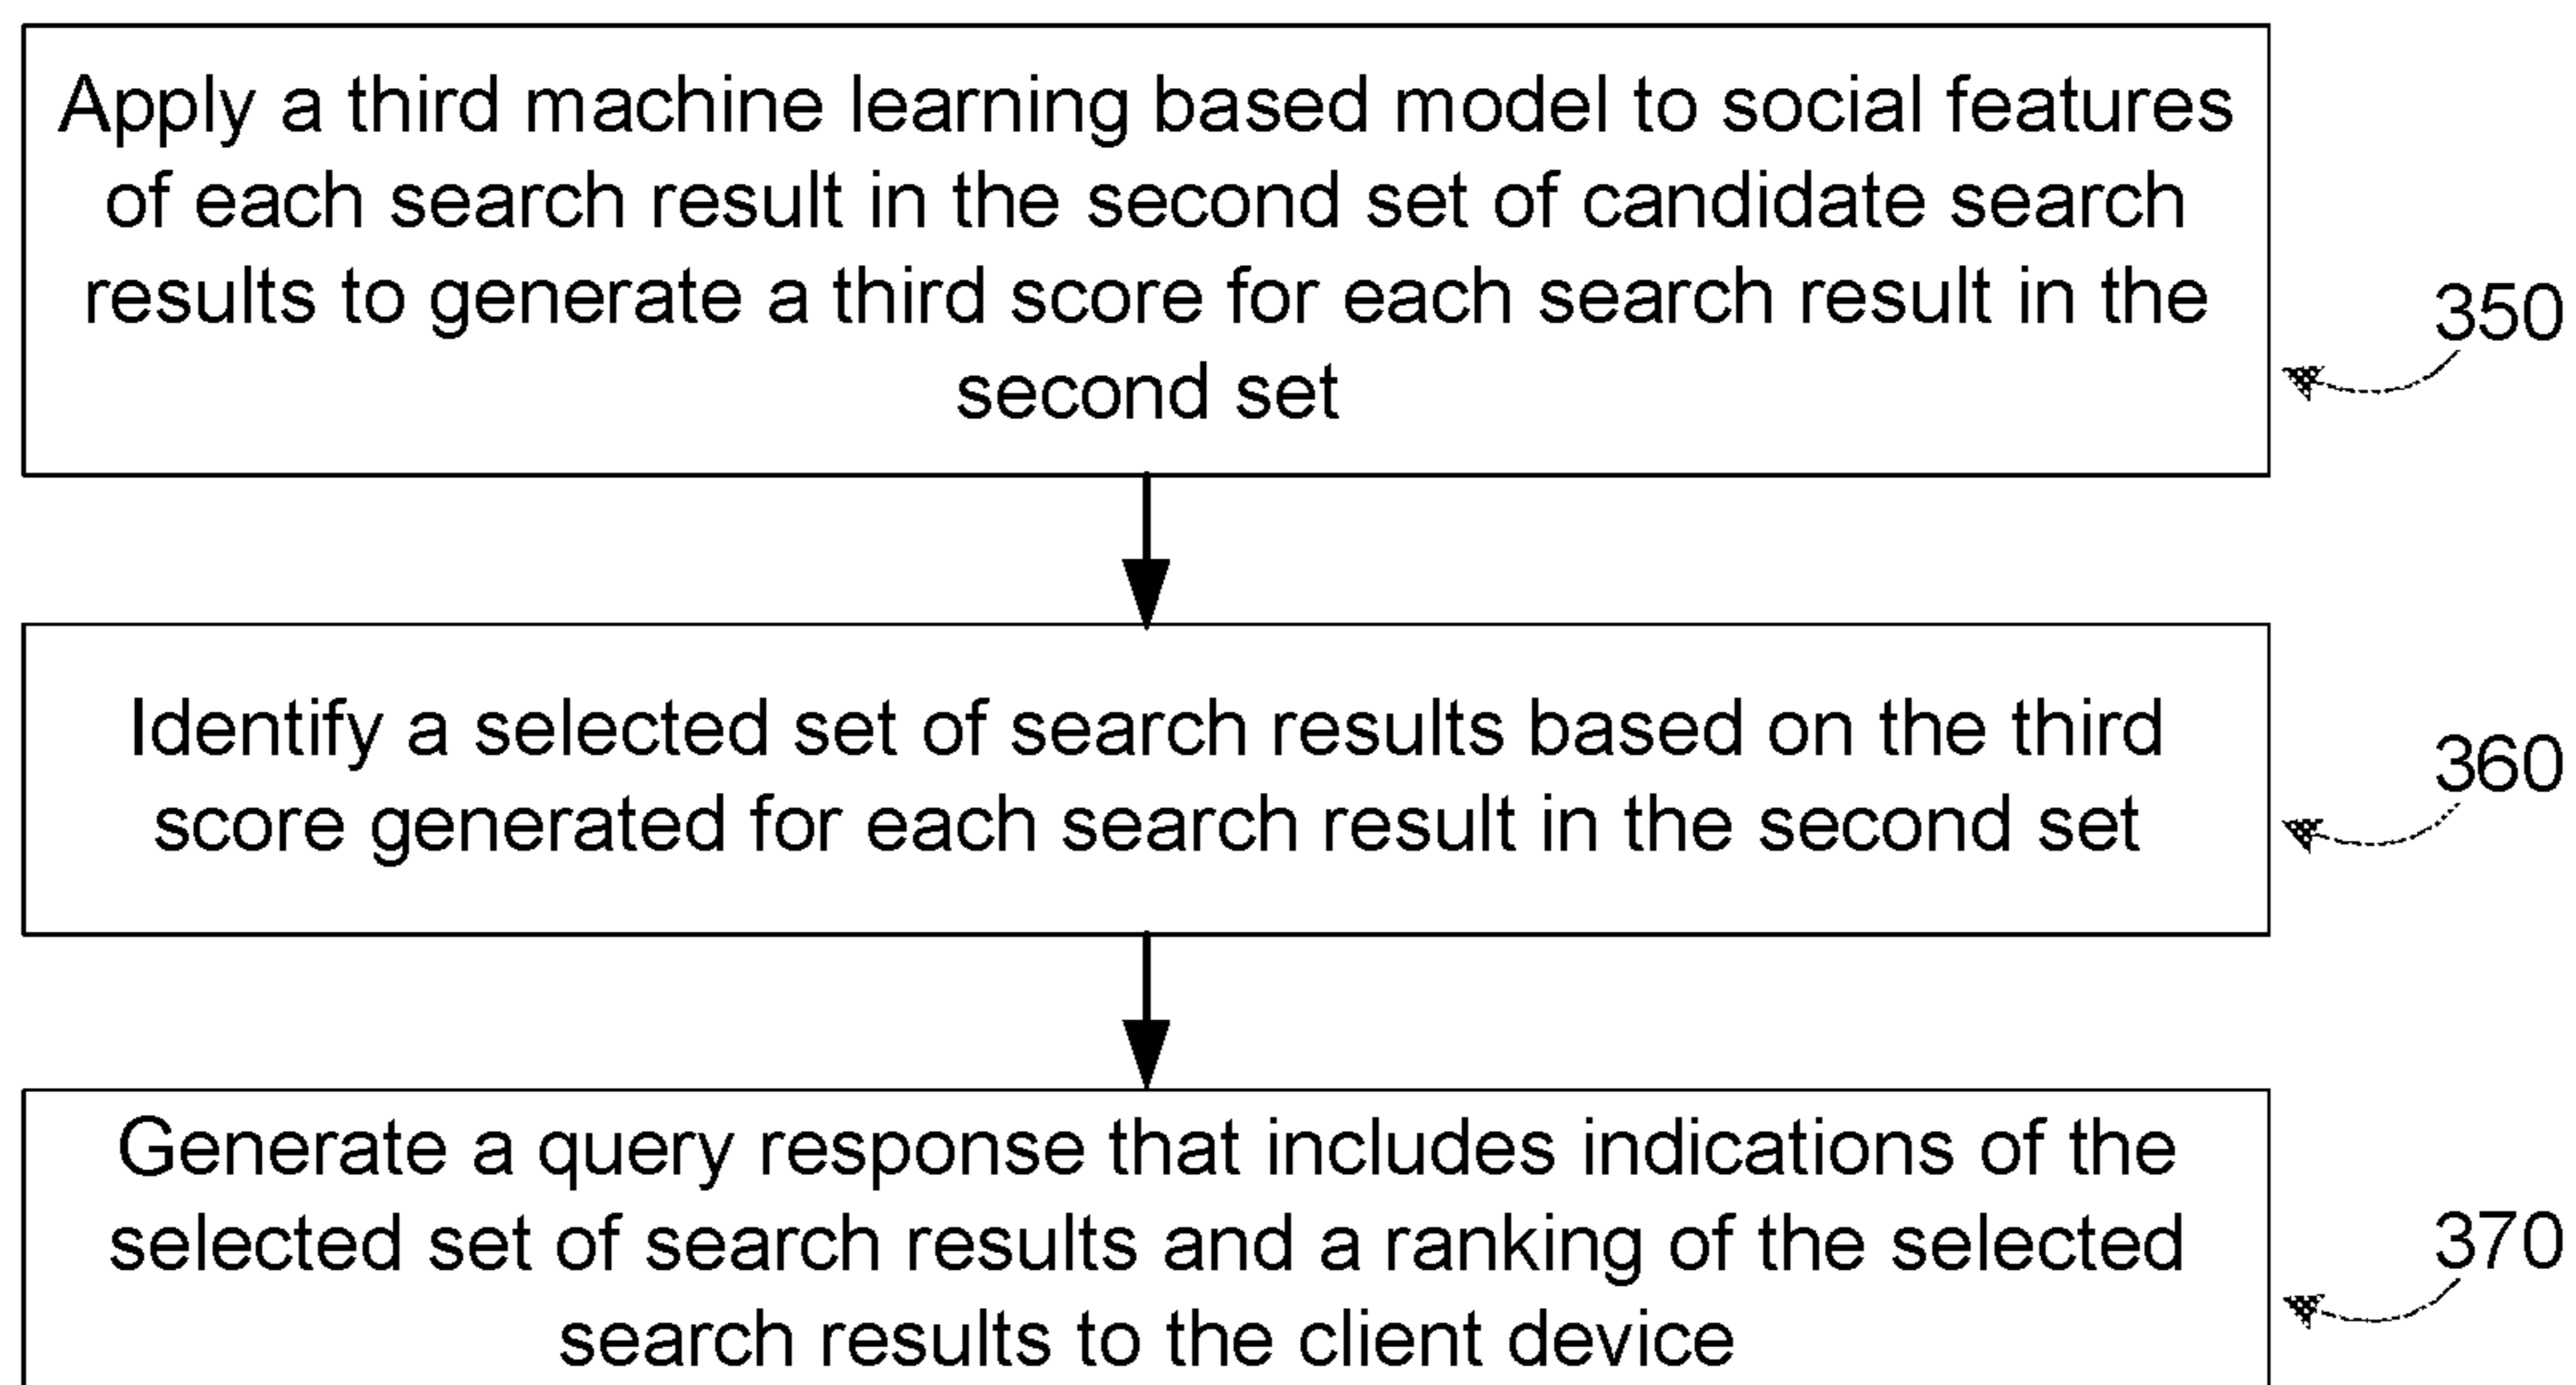 Apply a third machine learning based model to social features
of each search result in the second set of candidate search
results to generate a third score for each search result in the
second set
350
Identify a selected set of search results based on the third
score generated for each search result in the second set
360
Generate a query response that includes indications of the
selected set of search results and a ranking of the selected
search results to the client device
370